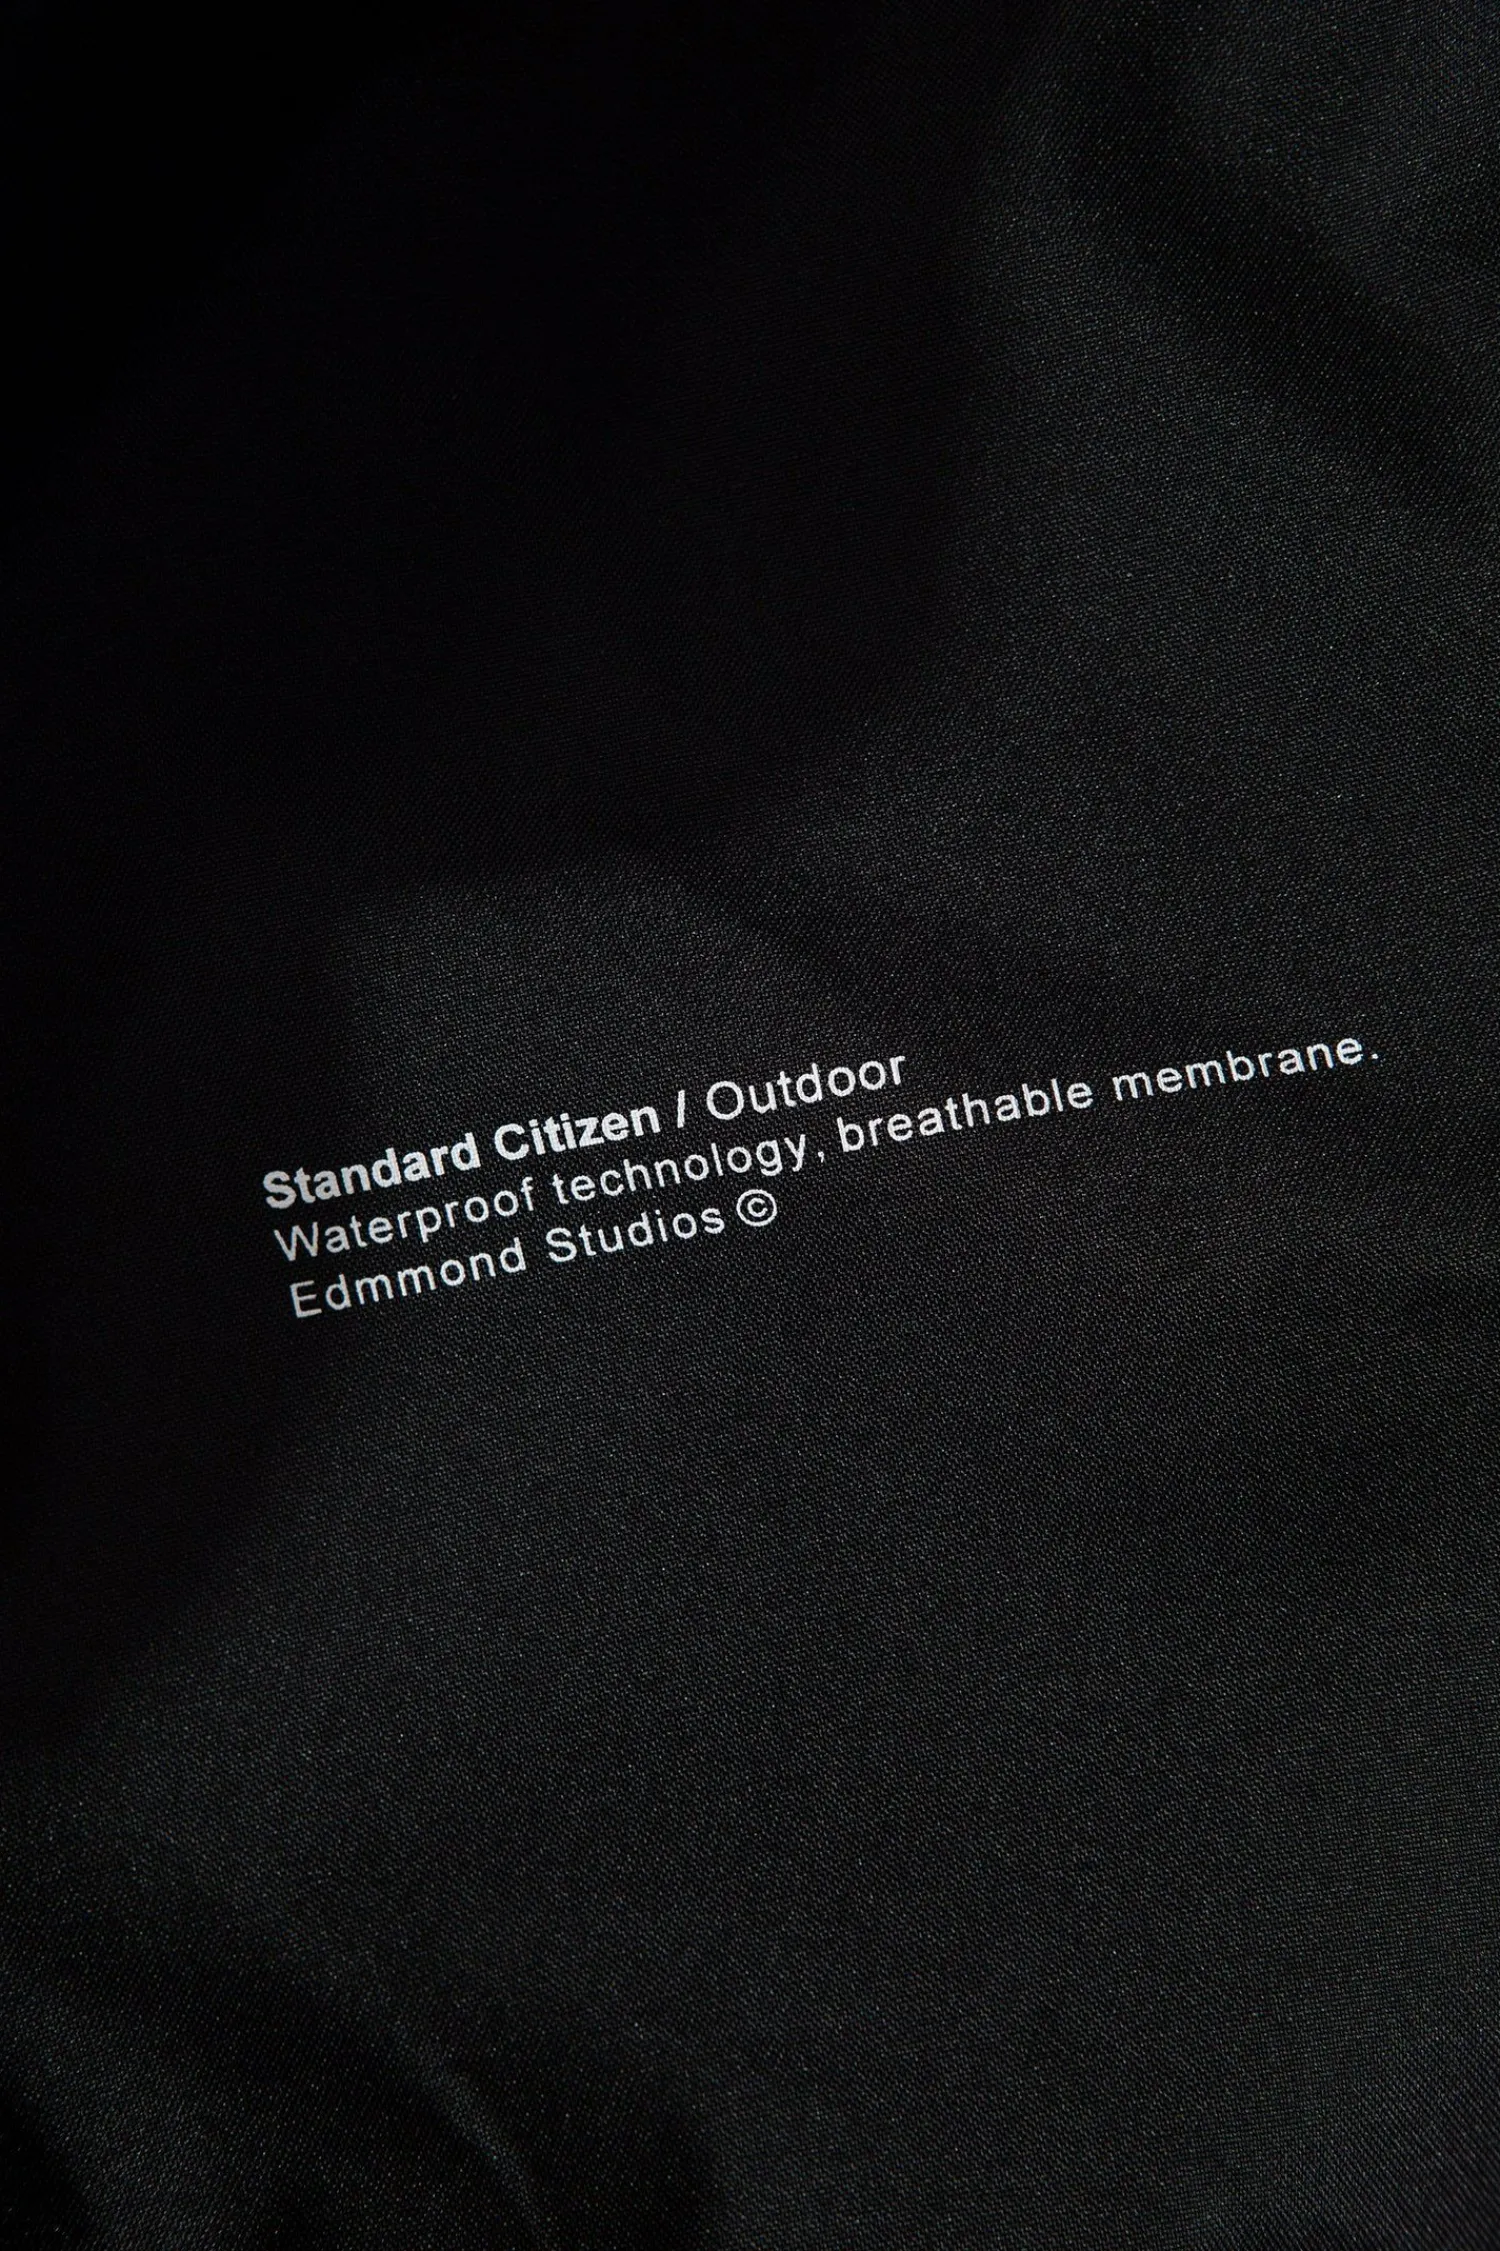 Standard Citizen / Outdoor
Waterproof technology, breathable membrane.
Edmmond Studios ©